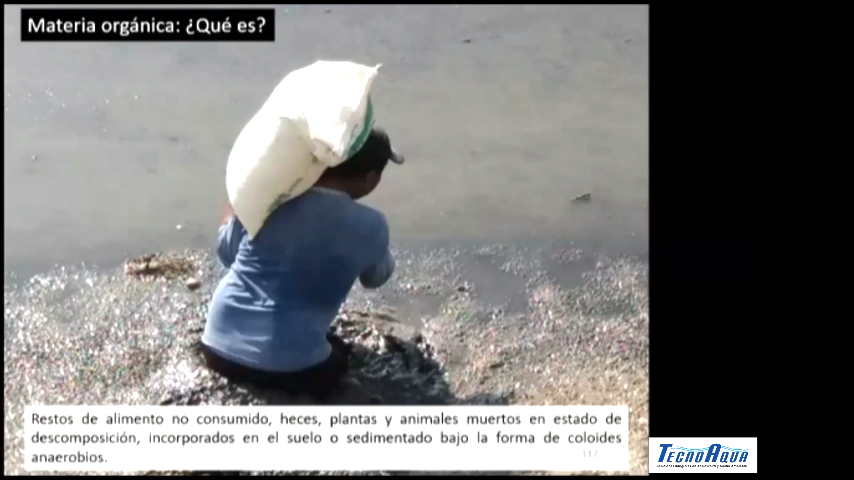 Materia orgánica: ¿Qué es?
Restos de alimento no consumido, heces, plantas y animales muertos en estado de
descomposición, incorporados en el suelo o sedimentado bajo la forma de coloides
anaerobios.
117
TECNOAQUA